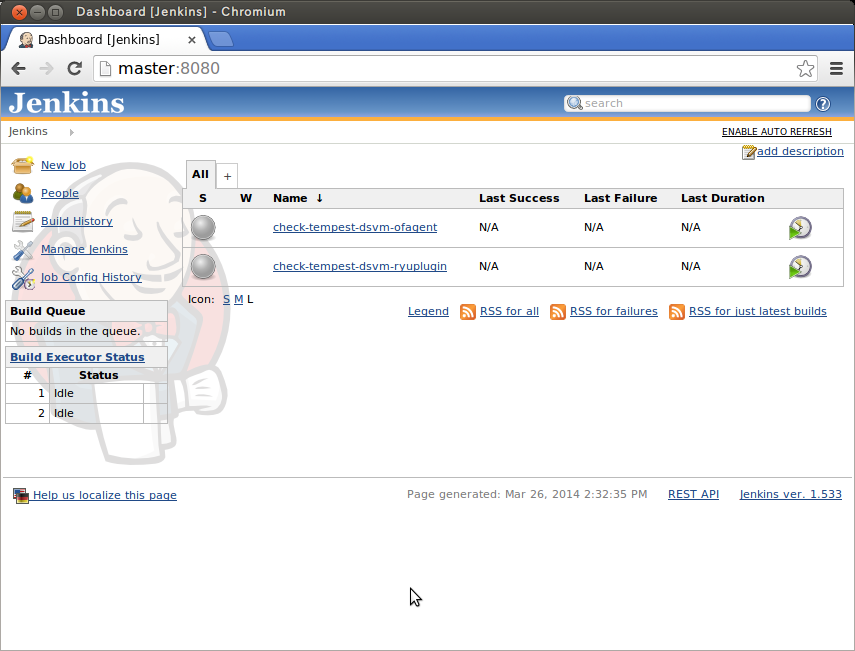 Dashboard [Jenkins] - Chromium
Dashboard [Jenkins]
master:8080
Jenkins
search
Jenkins
ENABLE AUTO REFRESH
add description
New Job
People
Build History
Manage Jenkins
Job Config History
Build Queue
No builds in the queue.
Build Executor Status
# Status
1 Idle
2 Idle
All +
S W Name ↓ Last Success Last Failure Last Duration
check-tempest-dsvm-ofagent N/A N/A N/A
check-tempest-dsvm-ryuplugin N/A N/A N/A
Icon: S M L
Legend RSS for all RSS for failures RSS for just latest builds
Help us localize this page Page generated: Mar 26, 2014 2:32:35 PM REST API Jenkins ver. 1.533